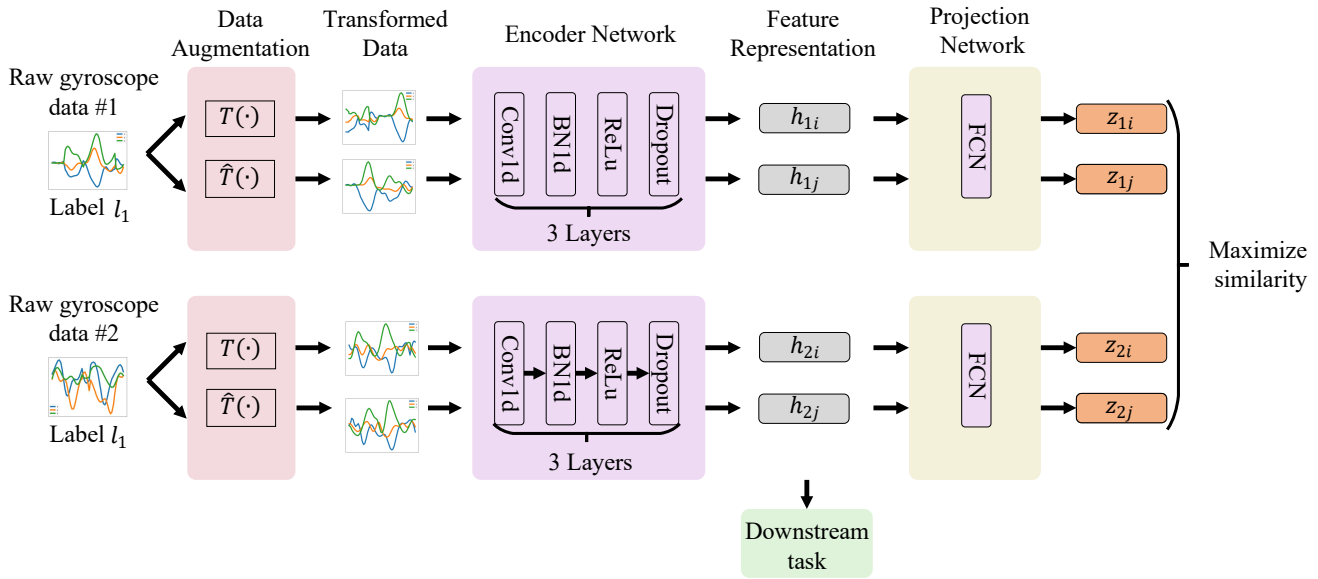 Data
Augmentation
Transformed
Data
Encoder Network
Feature
Representation
Projection
Network
Raw gyroscope
data #1
Label l₁
T(·)
T̂(·)
Conv1d
BN1d
ReLu
Dropout
3 Layers
h₁ᵢ
h₁ⱼ
FCN
z₁ᵢ
z₁ⱼ
Maximize
similarity
Raw gyroscope
data #2
Label l₁
T(·)
T̂(·)
Conv1d
BN1d
ReLu
Dropout
3 Layers
h₂ᵢ
h₂ⱼ
FCN
z₂ᵢ
z₂ⱼ
Downstream
task